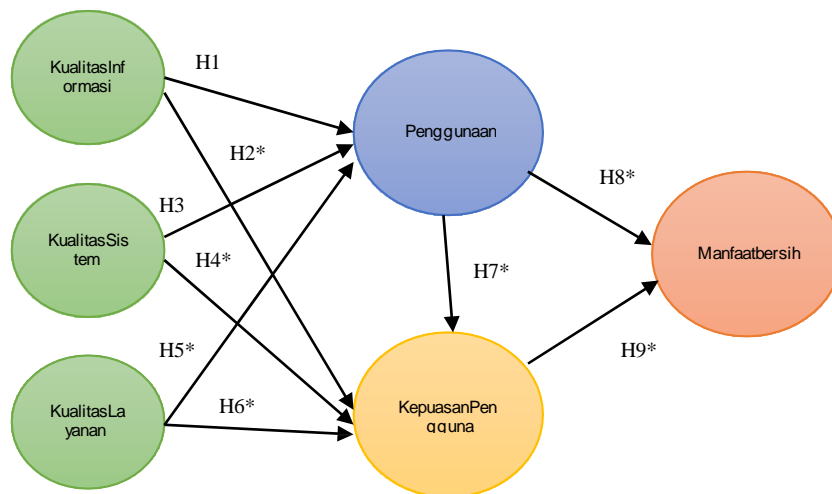 KualitasInf
ormasi
H1
Penggunaan
H2*
H3
KualitasSis
tem
H4*
H8*
Manfaatbersih
H7*
H5*
H9*
KualitasLa
yanan
H6*
KepuasanPen
gguna